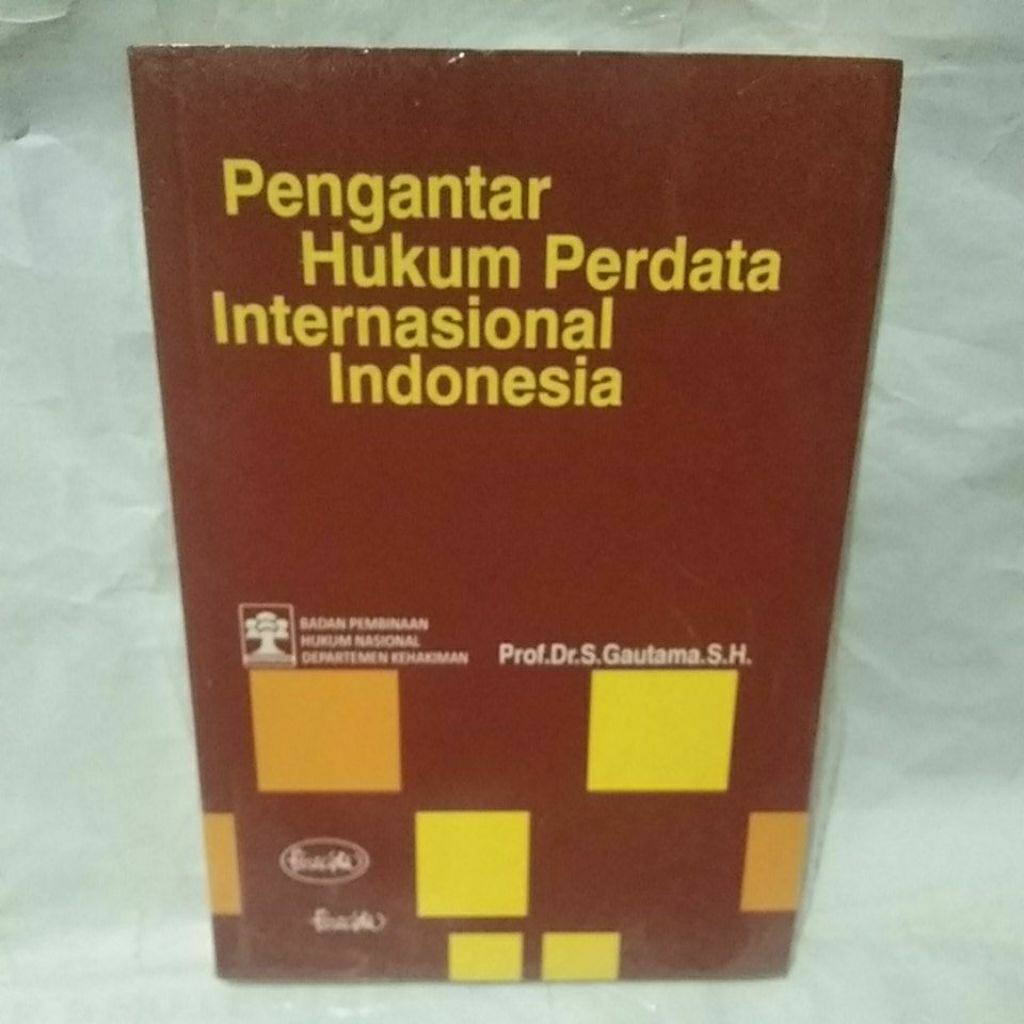 Pengantar
Hukum Perdata
Internasional
Indonesia
BADAN PEMBINAAN
HUKUM NASIONAL
DEPARTEMEN KEHAKIMAN
Prof.Dr.S.Gautama.S.H.